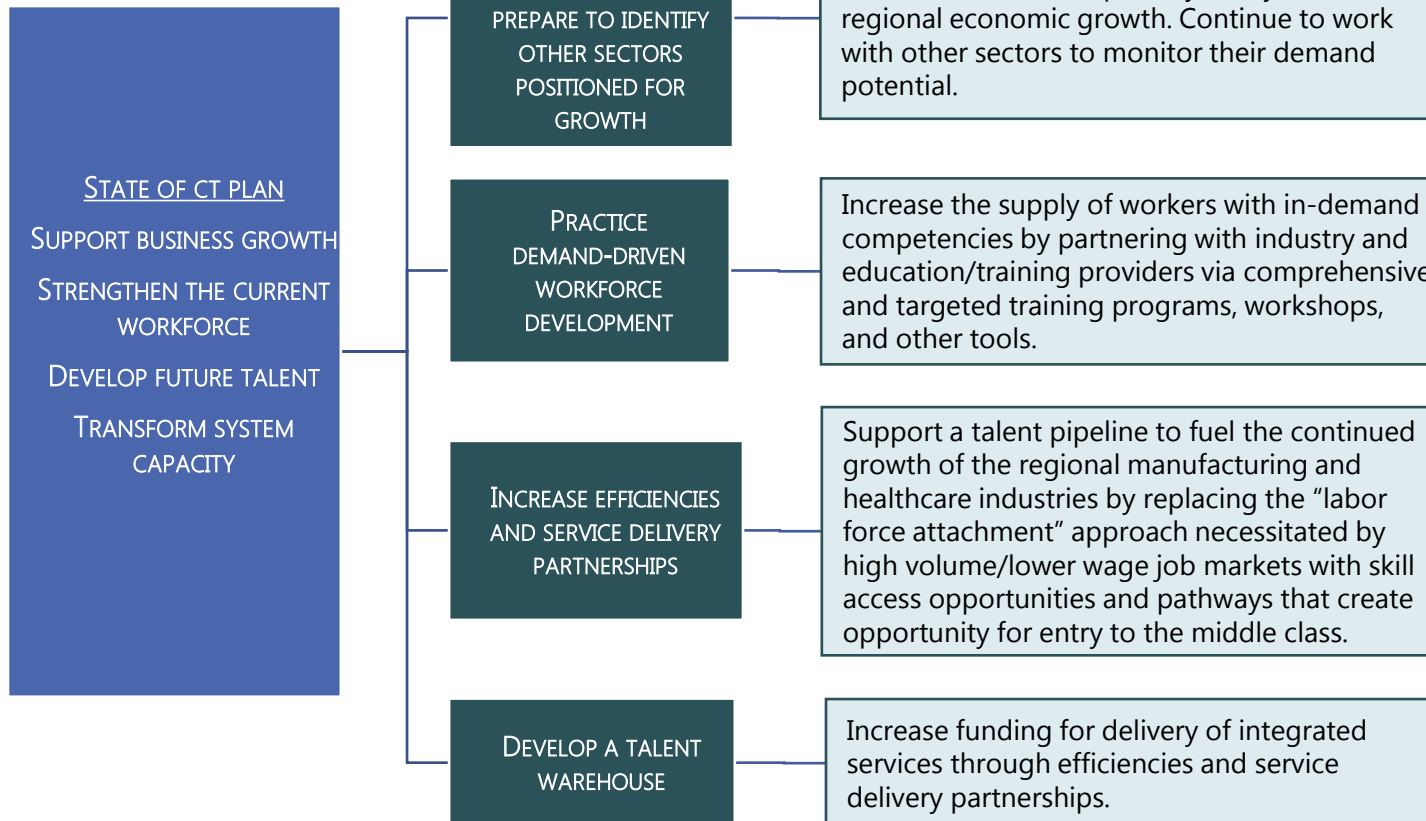 STATE OF CT PLAN
SUPPORT BUSINESS GROWTH
STRENGTHEN THE CURRENT
WORKFORCE
DEVELOP FUTURE TALENT
TRANSFORM SYSTEM
CAPACITY
PREPARE TO IDENTIFY
OTHER SECTORS
POSITIONED FOR
GROWTH
regional economic growth. Continue to work
with other sectors to monitor their demand
potential.
PRACTICE
DEMAND-DRIVEN
WORKFORCE
DEVELOPMENT
Increase the supply of workers with in-demand
competencies by partnering with industry and
education/training providers via comprehensive
and targeted training programs, workshops,
and other tools.
INCREASE EFFICIENCIES
AND SERVICE DELIVERY
PARTNERSHIPS
Support a talent pipeline to fuel the continued
growth of the regional manufacturing and
healthcare industries by replacing the “labor
force attachment” approach necessitated by
high volume/lower wage job markets with skill
access opportunities and pathways that create
opportunity for entry to the middle class.
DEVELOP A TALENT
WAREHOUSE
Increase funding for delivery of integrated
services through efficiencies and service
delivery partnerships.